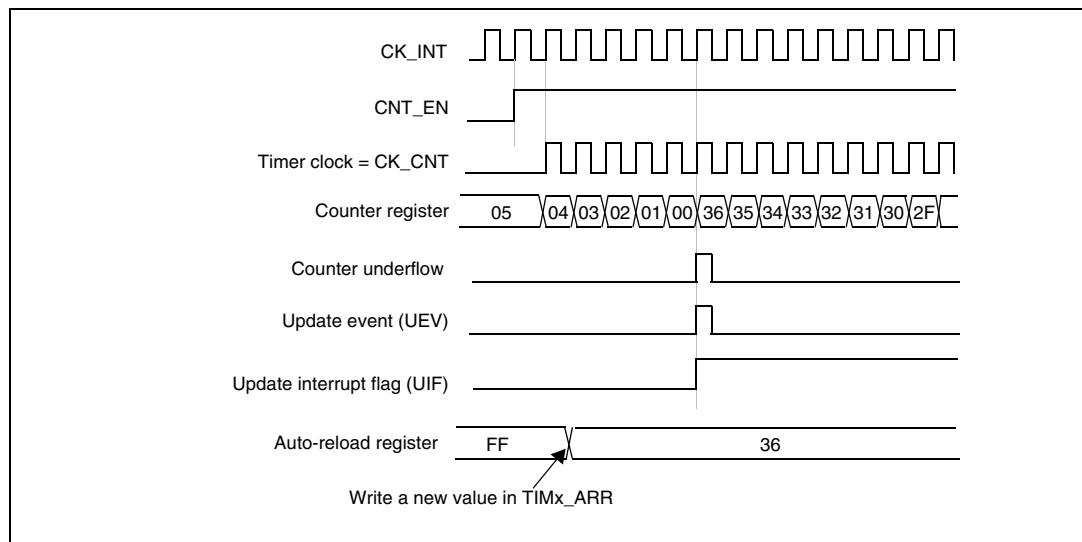 CK_INT
CNT_EN
Timer clock = CK_CNT
Counter register 05 04 03 02 01 00 36 35 34 33 32 31 30 2F
Counter underflow
Update event (UEV)
Update interrupt flag (UIF)
Auto-reload register FF 36
Write a new value in TIMx_ARR